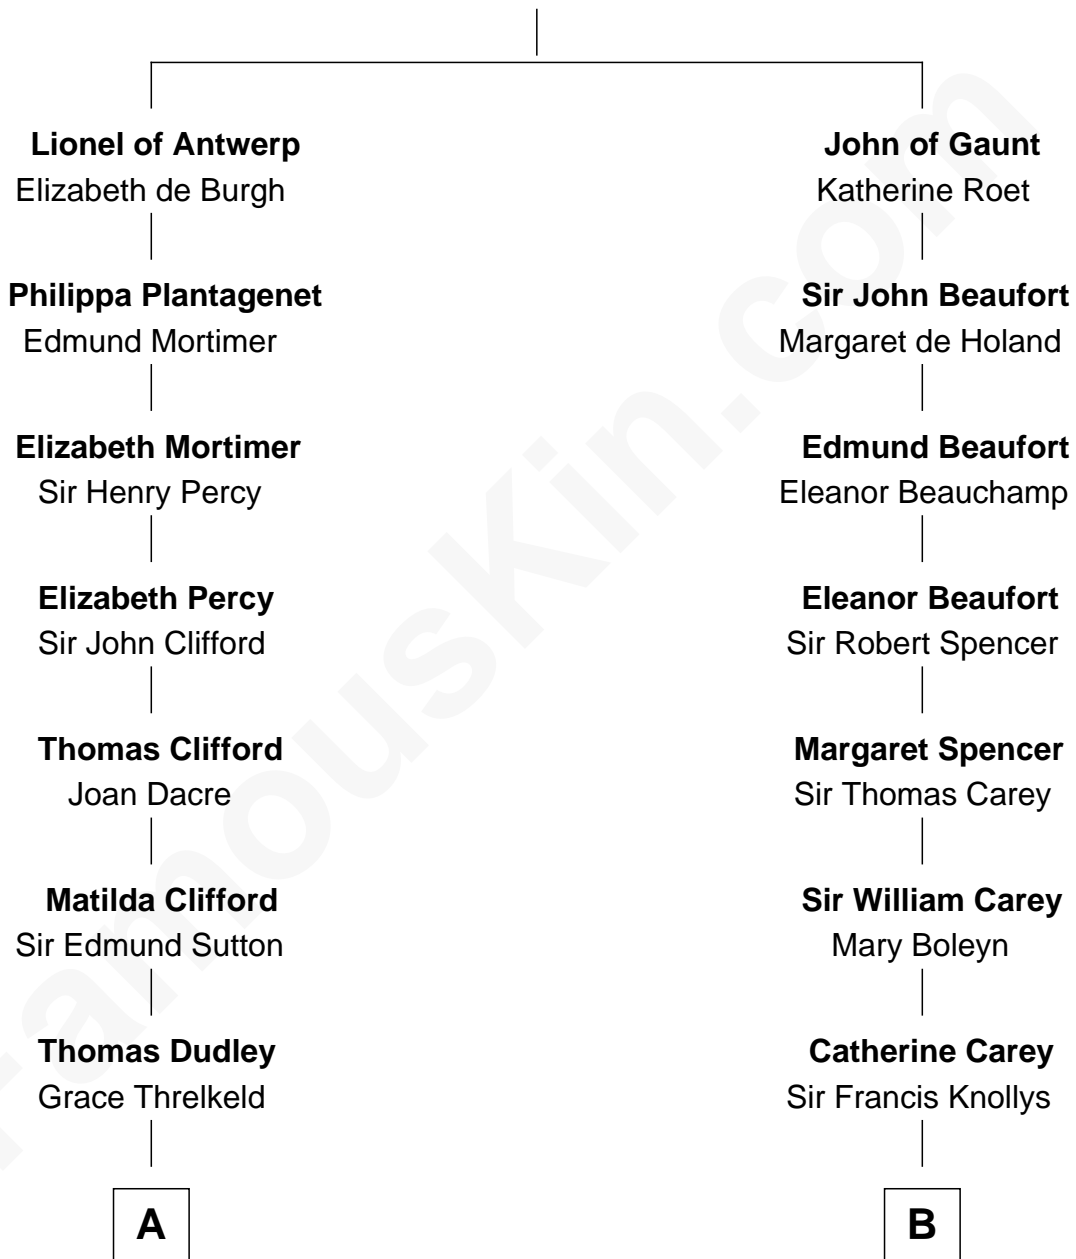 Lionel of Antwerp
Elizabeth de Burgh
Philippa Plantagenet
Edmund Mortimer
Elizabeth Mortimer
Sir Henry Percy
Elizabeth Percy
Sir John Clifford
Thomas Clifford
Joan Dacre
Matilda Clifford
Sir Edmund Sutton
Thomas Dudley
Grace Threlkeld
A
John of Gaunt
Katherine Roet
Sir John Beaufort
Margaret de Holand
Edmund Beaufort
Eleanor Beauchamp
Eleanor Beaufort
Sir Robert Spencer
Margaret Spencer
Sir Thomas Carey
Sir William Carey
Mary Boleyn
Catherine Carey
Sir Francis Knollys
B
FamousKin.com